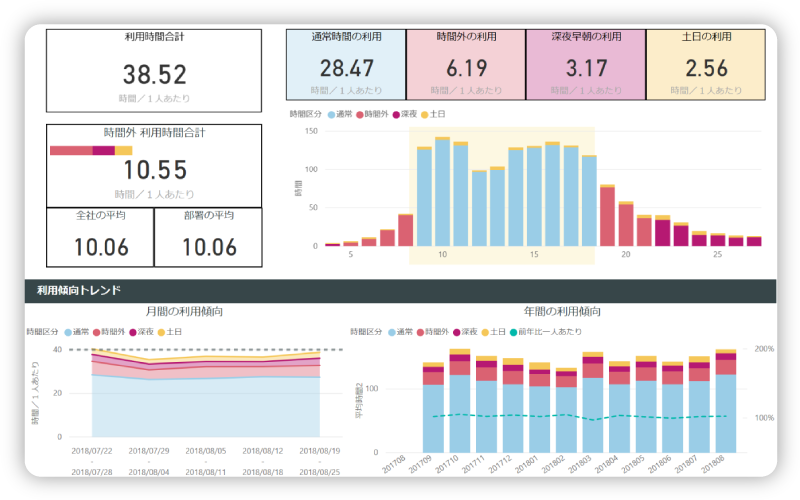 利用時間合計
38.52
時間／１人あたり
通常時間の利用
28.47
時間／１人あたり
時間外の利用
6.19
時間／１人あたり
深夜早朝の利用
3.17
時間／１人あたり
土日の利用
2.56
時間／１人あたり
時間外 利用時間合計
10.55
時間／１人あたり
全社の平均
10.06
部署の平均
10.06
時間区分 通常 時間外 深夜 土日
150
100
50
0
時間
5 10 15 20 25
利用傾向トレンド
月間の利用傾向
時間区分 通常 時間外 深夜 土日
40
20
0
時間／１人あたり
2018/07/22 - 2018/07/28
2018/07/29 - 2018/08/04
2018/08/05 - 2018/08/11
2018/08/12 - 2018/08/18
2018/08/19 - 2018/08/25
年間の利用傾向
時間区分 通常 時間外 深夜 土日 前年比一人あたり
100
0
平均時間2
200%
100%
201708 201709 201710 201711 201712 201801 201802 201803 201804 201805 201806 201807 201808